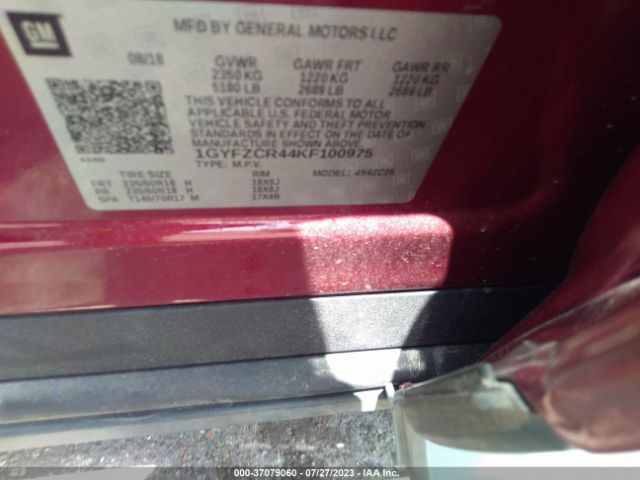 GM
MFD BY GENERAL MOTORS LLC
08/18 GVWR GAWR FRT GAWR RR
2350 KG 1220 KG 1220 KG
5180 LB 2689 LB 2689 LB
THIS VEHICLE CONFORMS TO ALL
APPLICABLE U.S. FEDERAL MOTOR
VEHICLE SAFETY AND THEFT PREVENTION
STANDARDS IN EFFECT ON THE DATE OF
MANUFACTURE SHOWN ABOVE.
1GYFZCR44KF100975
TYPE: M.P.V. MODEL:
TIRE SIZE RIM
FRT 235/60R18 H 18X8J
RR 235/60R18 H 18X8J
SPA T145/70R17 M 17X4B
000-37079060 / 07/27/2023 - © IAA Inc.